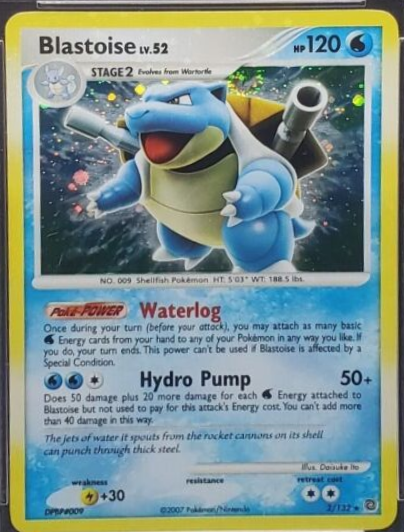 Blastoise LV.52 HP 120
STAGE 2 Evolves from Wartortle
NO. 009 Shellfish Pokémon HT: 5'03" WT: 188.5 lbs.
POKé-POWER Waterlog
Once during your turn (before your attack), you may attach as many basic
Energy cards from your hand to any of your Pokémon in any way you like. If
you do, your turn ends. This power can't be used if Blastoise is affected by a
Special Condition.
Hydro Pump 50+
Does 50 damage plus 20 more damage for each Energy attached to
Blastoise but not used to pay for this attack's Energy cost. You can't add more
than 40 damage in this way.
The jets of water it spouts from the rocket cannons on its shell
can punch through thick steel.
Illus. Daisuke Ito
weakness resistance retreat cost
+30
DPBP#009 ©2007 Pokémon/Nintendo 2/132 ★